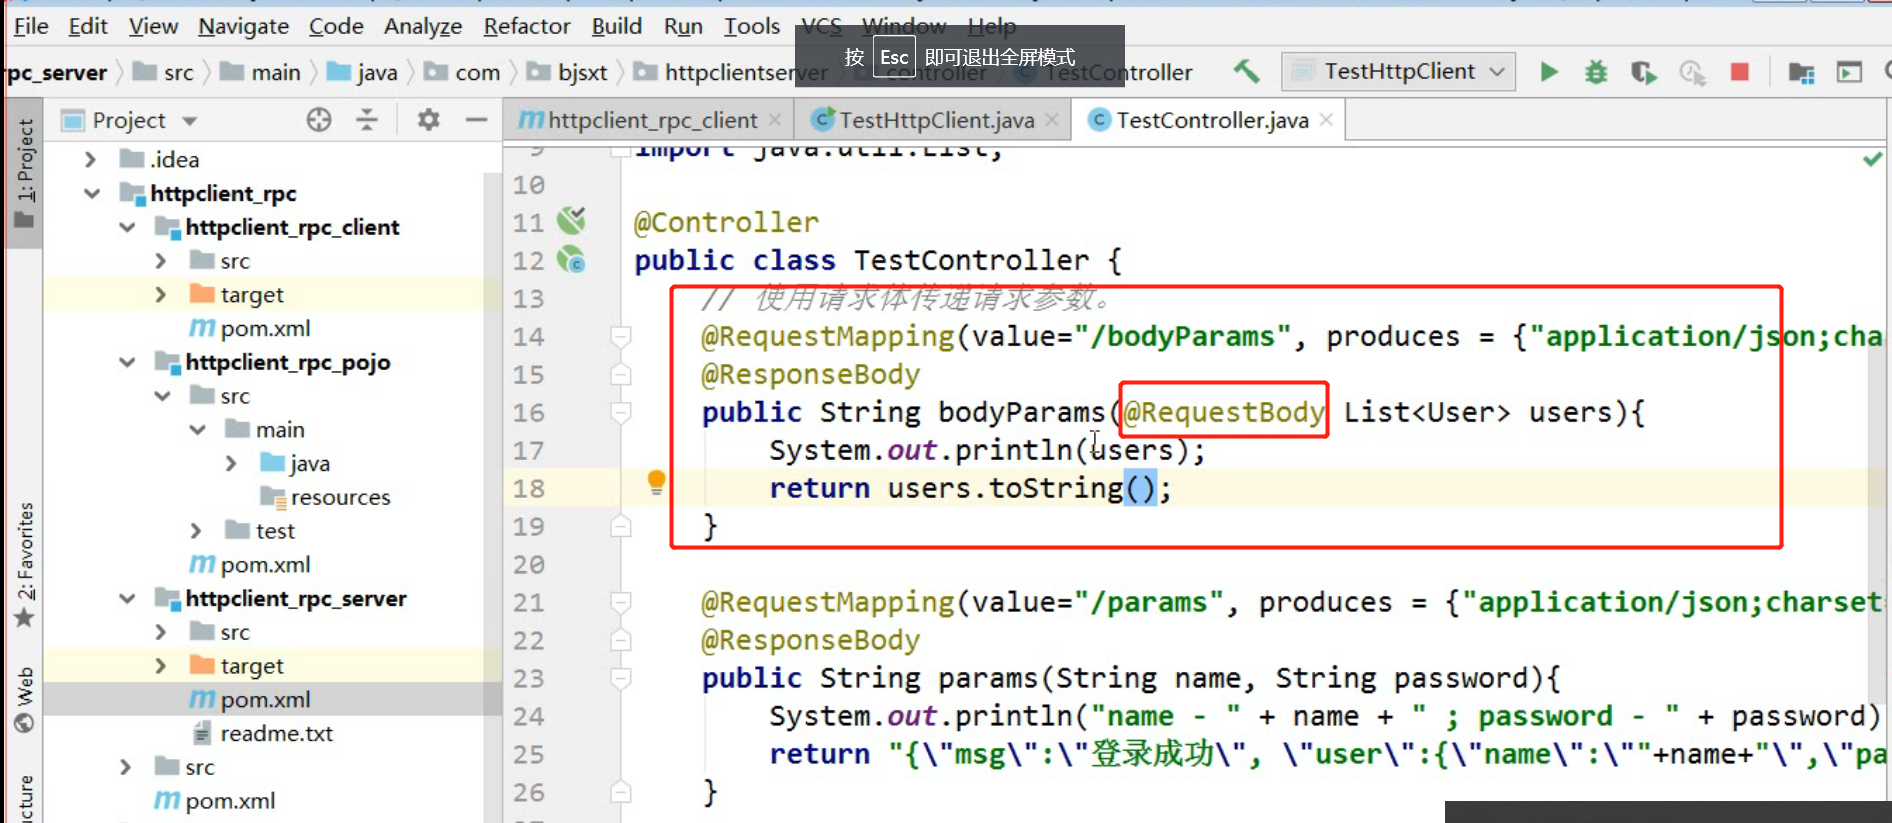 File Edit View Navigate Code Analyze Refactor Build Run Tools VCS Window Help
按 Esc 即可退出全屏模式
rpc_server src main java com bjsxt httpclientserver controller TestController TestHttpClient
1: Project
2: Favorites
Web
Project
.idea
httpclient_rpc
httpclient_rpc_client
src
target
pom.xml
httpclient_rpc_pojo
src
main
java
resources
test
pom.xml
httpclient_rpc_server
src
target
pom.xml
readme.txt
src
pom.xml
httpclient_rpc_client TestHttpClient.java TestController.java
9 import java.util.List;
10
11 @Controller
12 public class TestController {
13 // 使用请求体传递请求参数。
14 @RequestMapping(value="/bodyParams", produces = {"application/json;cha
15 @ResponseBody
16 public String bodyParams(@RequestBody List<User> users){
17 System.out.println(users);
18 return users.toString();
19 }
20
21 @RequestMapping(value="/params", produces = {"application/json;charset
22 @ResponseBody
23 public String params(String name, String password){
24 System.out.println("name - " + name + " ; password - " + password)
25 return "{\"msg\":\"登录成功\", \"user\":{\"name\":\""+name+"\",\"pa
26 }